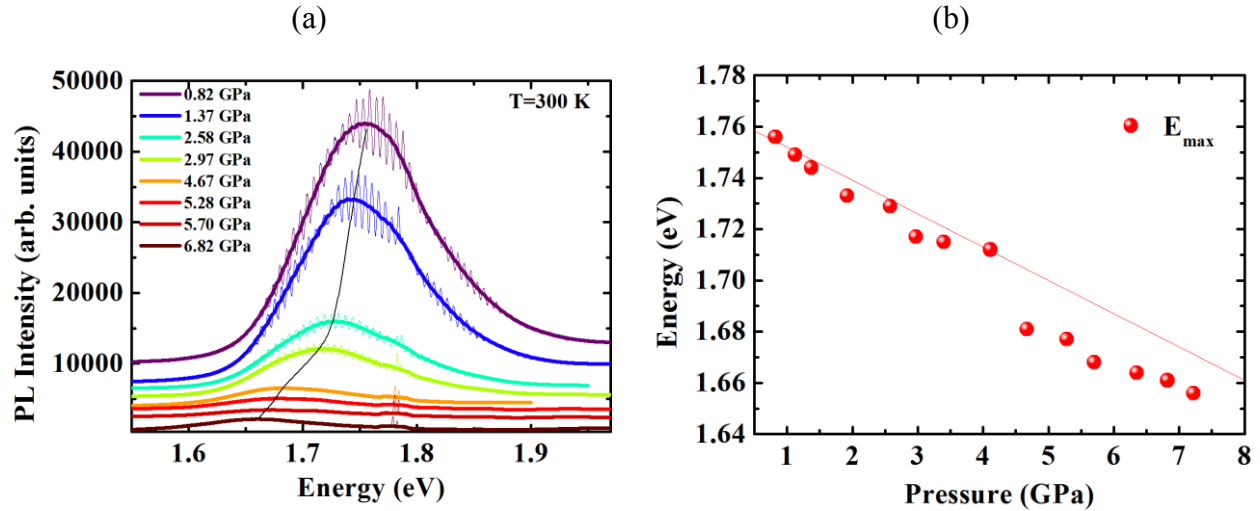 (a)
(b)
50000
40000
30000
20000
10000
PL Intensity (arb. units)
0.82 GPa
1.37 GPa
2.58 GPa
2.97 GPa
4.67 GPa
5.28 GPa
5.70 GPa
6.82 GPa
T=300 K
1.6 1.7 1.8 1.9
Energy (eV)
1.78
1.76
1.74
1.72
1.70
1.68
1.66
1.64
Energy (eV)
E_max
1 2 3 4 5 6 7 8
Pressure (GPa)